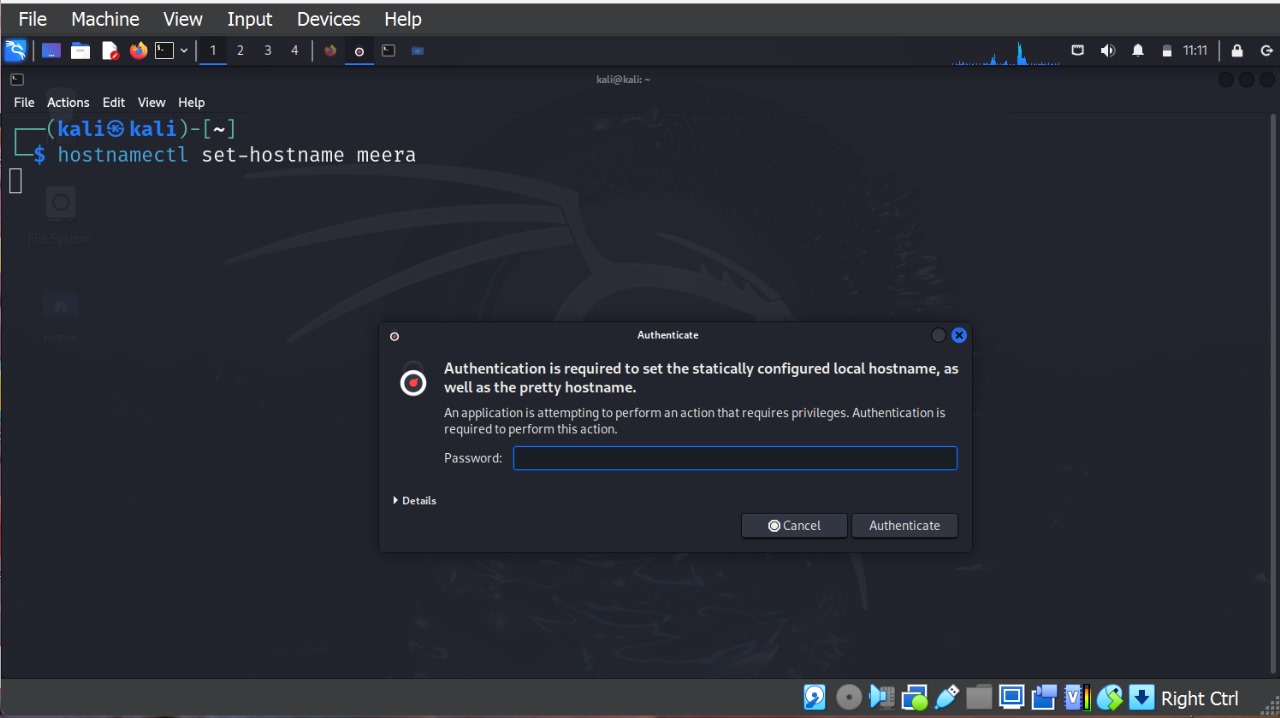 File Machine View Input Devices Help
1 2 3 4 11:11
kali@kali: ~
File Actions Edit View Help
┌──(kali㉿kali)-[~]
└─$ hostnamectl set-hostname meera
File System
Home
Authenticate
Authentication is required to set the statically configured local hostname, as
well as the pretty hostname.
An application is attempting to perform an action that requires privileges. Authentication is
required to perform this action.
Password:
Details
Cancel Authenticate
Right Ctrl